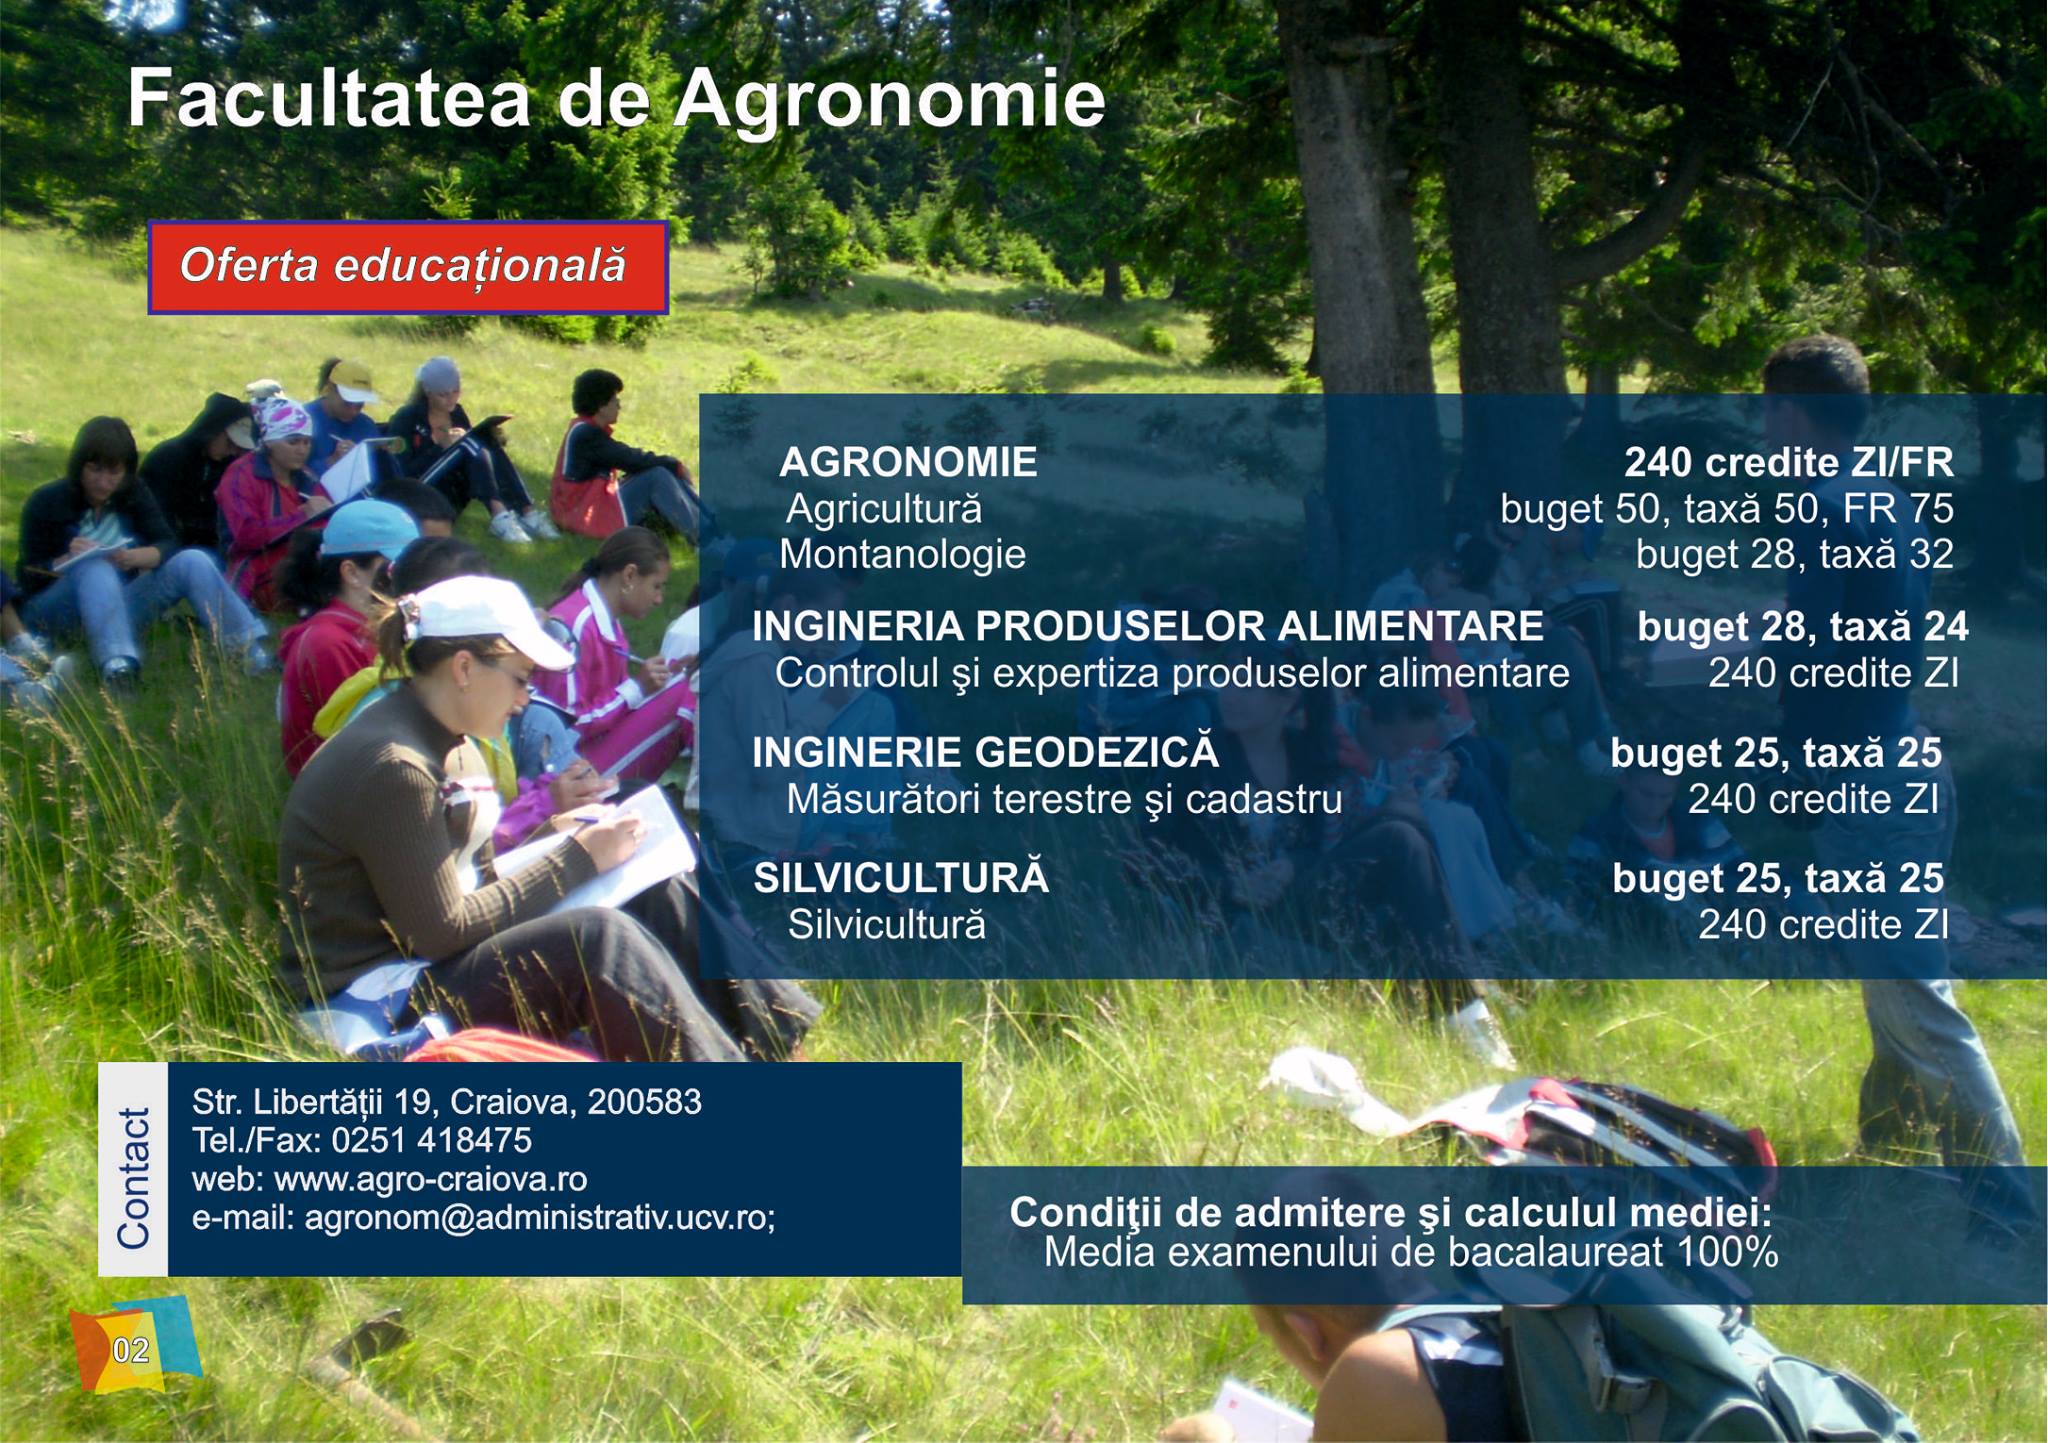 Facultatea de Agronomie
Oferta educațională
AGRONOMIE 240 credite ZI/FR
Agricultură buget 50, taxă 50, FR 75
Montanologie buget 28, taxă 32
INGINERIA PRODUSELOR ALIMENTARE buget 28, taxă 24
Controlul şi expertiza produselor alimentare 240 credite ZI
INGINERIE GEODEZICĂ buget 25, taxă 25
Măsurători terestre şi cadastru 240 credite ZI
SILVICULTURĂ buget 25, taxă 25
Silvicultură 240 credite ZI
Contact
Str. Libertății 19, Craiova, 200583
Tel./Fax: 0251 418475
web: www.agro-craiova.ro
e-mail: agronom@administrativ.ucv.ro;
Condiţii de admitere şi calculul mediei:
Media examenului de bacalaureat 100%
02